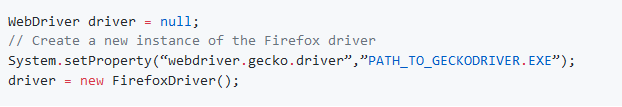 WebDriver driver = null;
// Create a new instance of the Firefox driver
System.setProperty(“webdriver.gecko.driver”,”PATH_TO_GECKODRIVER.EXE”);
driver = new FirefoxDriver();